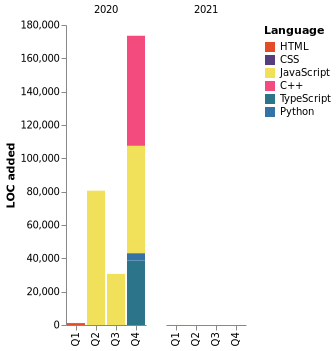 2020 2021
Language
HTML
CSS
JavaScript
C++
TypeScript
Python
LOC added
180,000
160,000
140,000
120,000
100,000
80,000
60,000
40,000
20,000
0
Q1 Q2 Q3 Q4 Q1 Q2 Q3 Q4